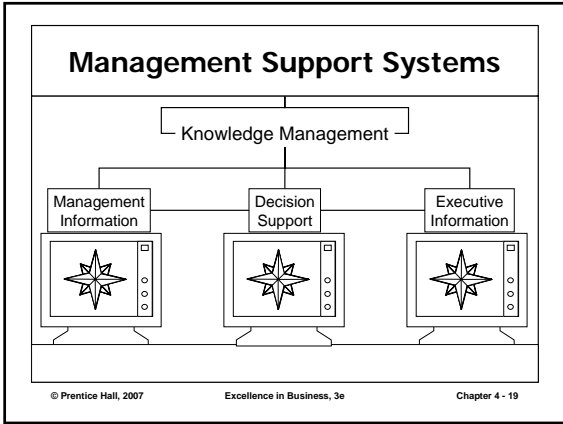 Management Support Systems
Knowledge Management
Management
Information
Decision
Support
Executive
Information
© Prentice Hall, 2007
Excellence in Business, 3e
Chapter 4 - 19